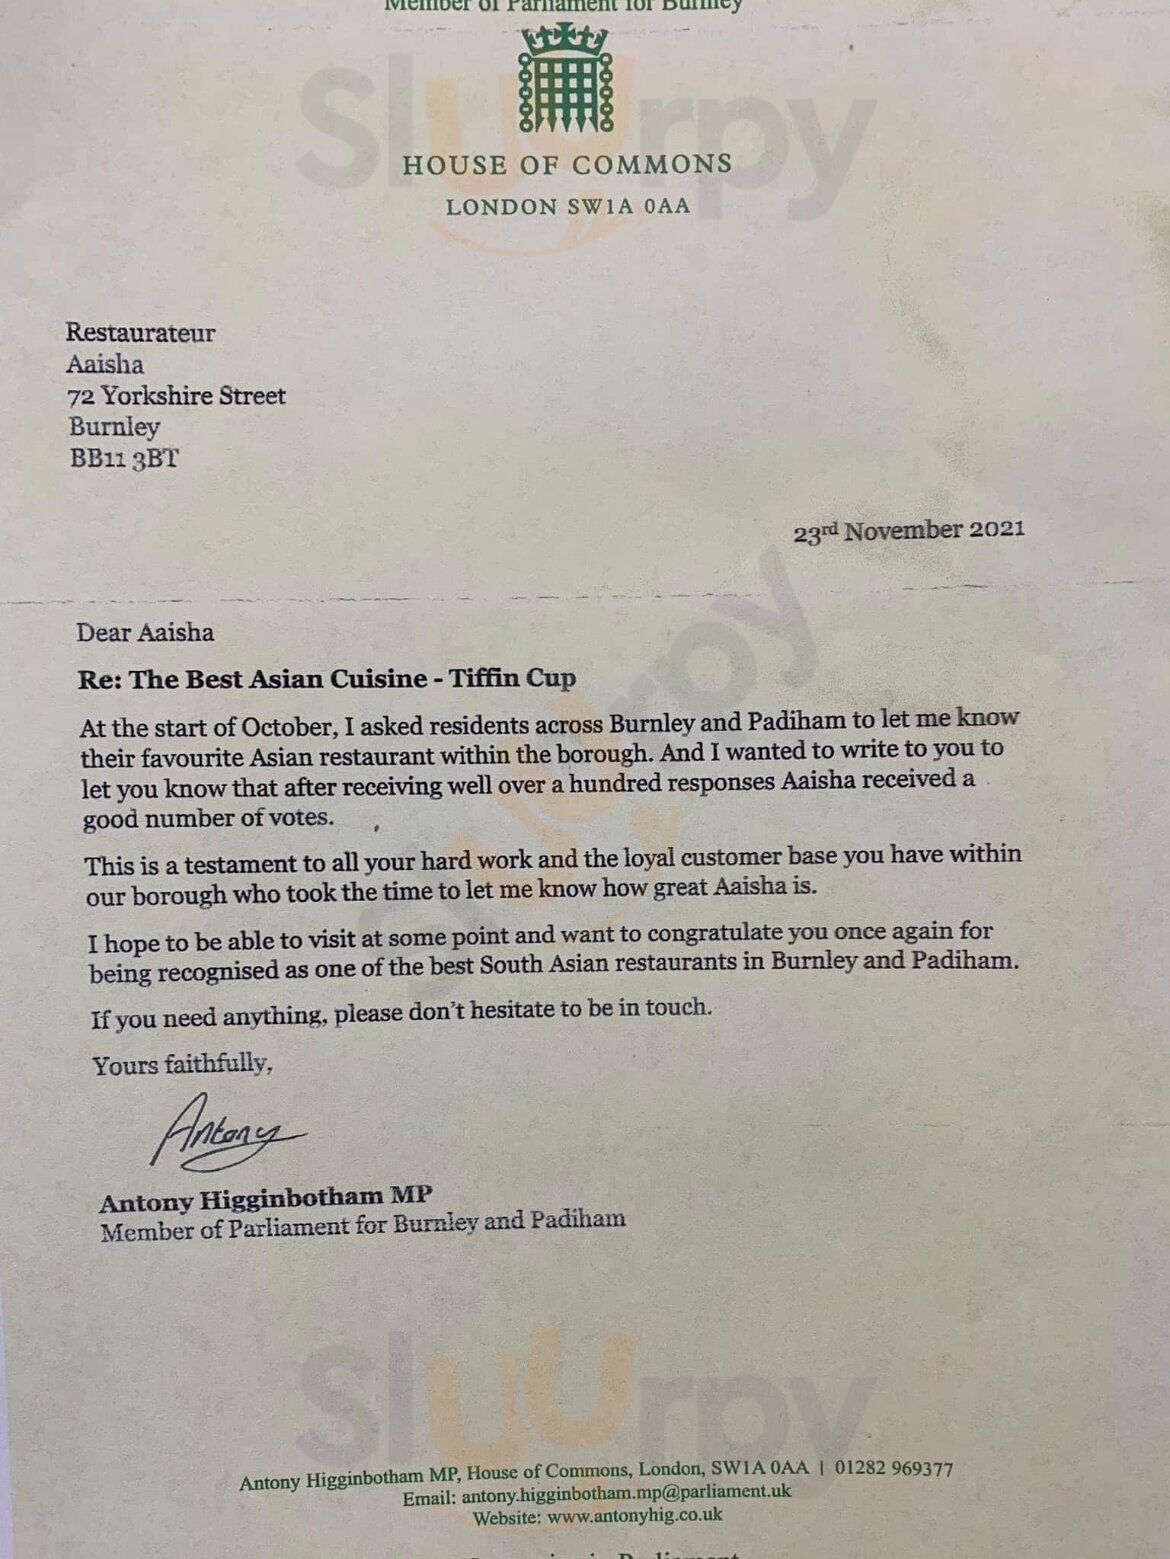 Member of Parliament for Burnley
HOUSE OF COMMONS
LONDON SW1A 0AA
Restaurateur
Aaisha
72 Yorkshire Street
Burnley
BB11 3BT
23rd November 2021
Dear Aaisha
Re: The Best Asian Cuisine - Tiffin Cup
At the start of October, I asked residents across Burnley and Padiham to let me know
their favourite Asian restaurant within the borough. And I wanted to write to you to
let you know that after receiving well over a hundred responses Aaisha received a
good number of votes.
This is a testament to all your hard work and the loyal customer base you have within
our borough who took the time to let me know how great Aaisha is.
I hope to be able to visit at some point and want to congratulate you once again for
being recognised as one of the best South Asian restaurants in Burnley and Padiham.
If you need anything, please don't hesitate to be in touch.
Yours faithfully,
Antony
Antony Higginbotham MP
Member of Parliament for Burnley and Padiham
Antony Higginbotham MP, House of Commons, London, SW1A 0AA | 01282 969377
Email: antony.higginbotham.mp@parliament.uk
Website: www.antonyhig.co.uk
Sluurpy
Sluurpy
Sluurpy